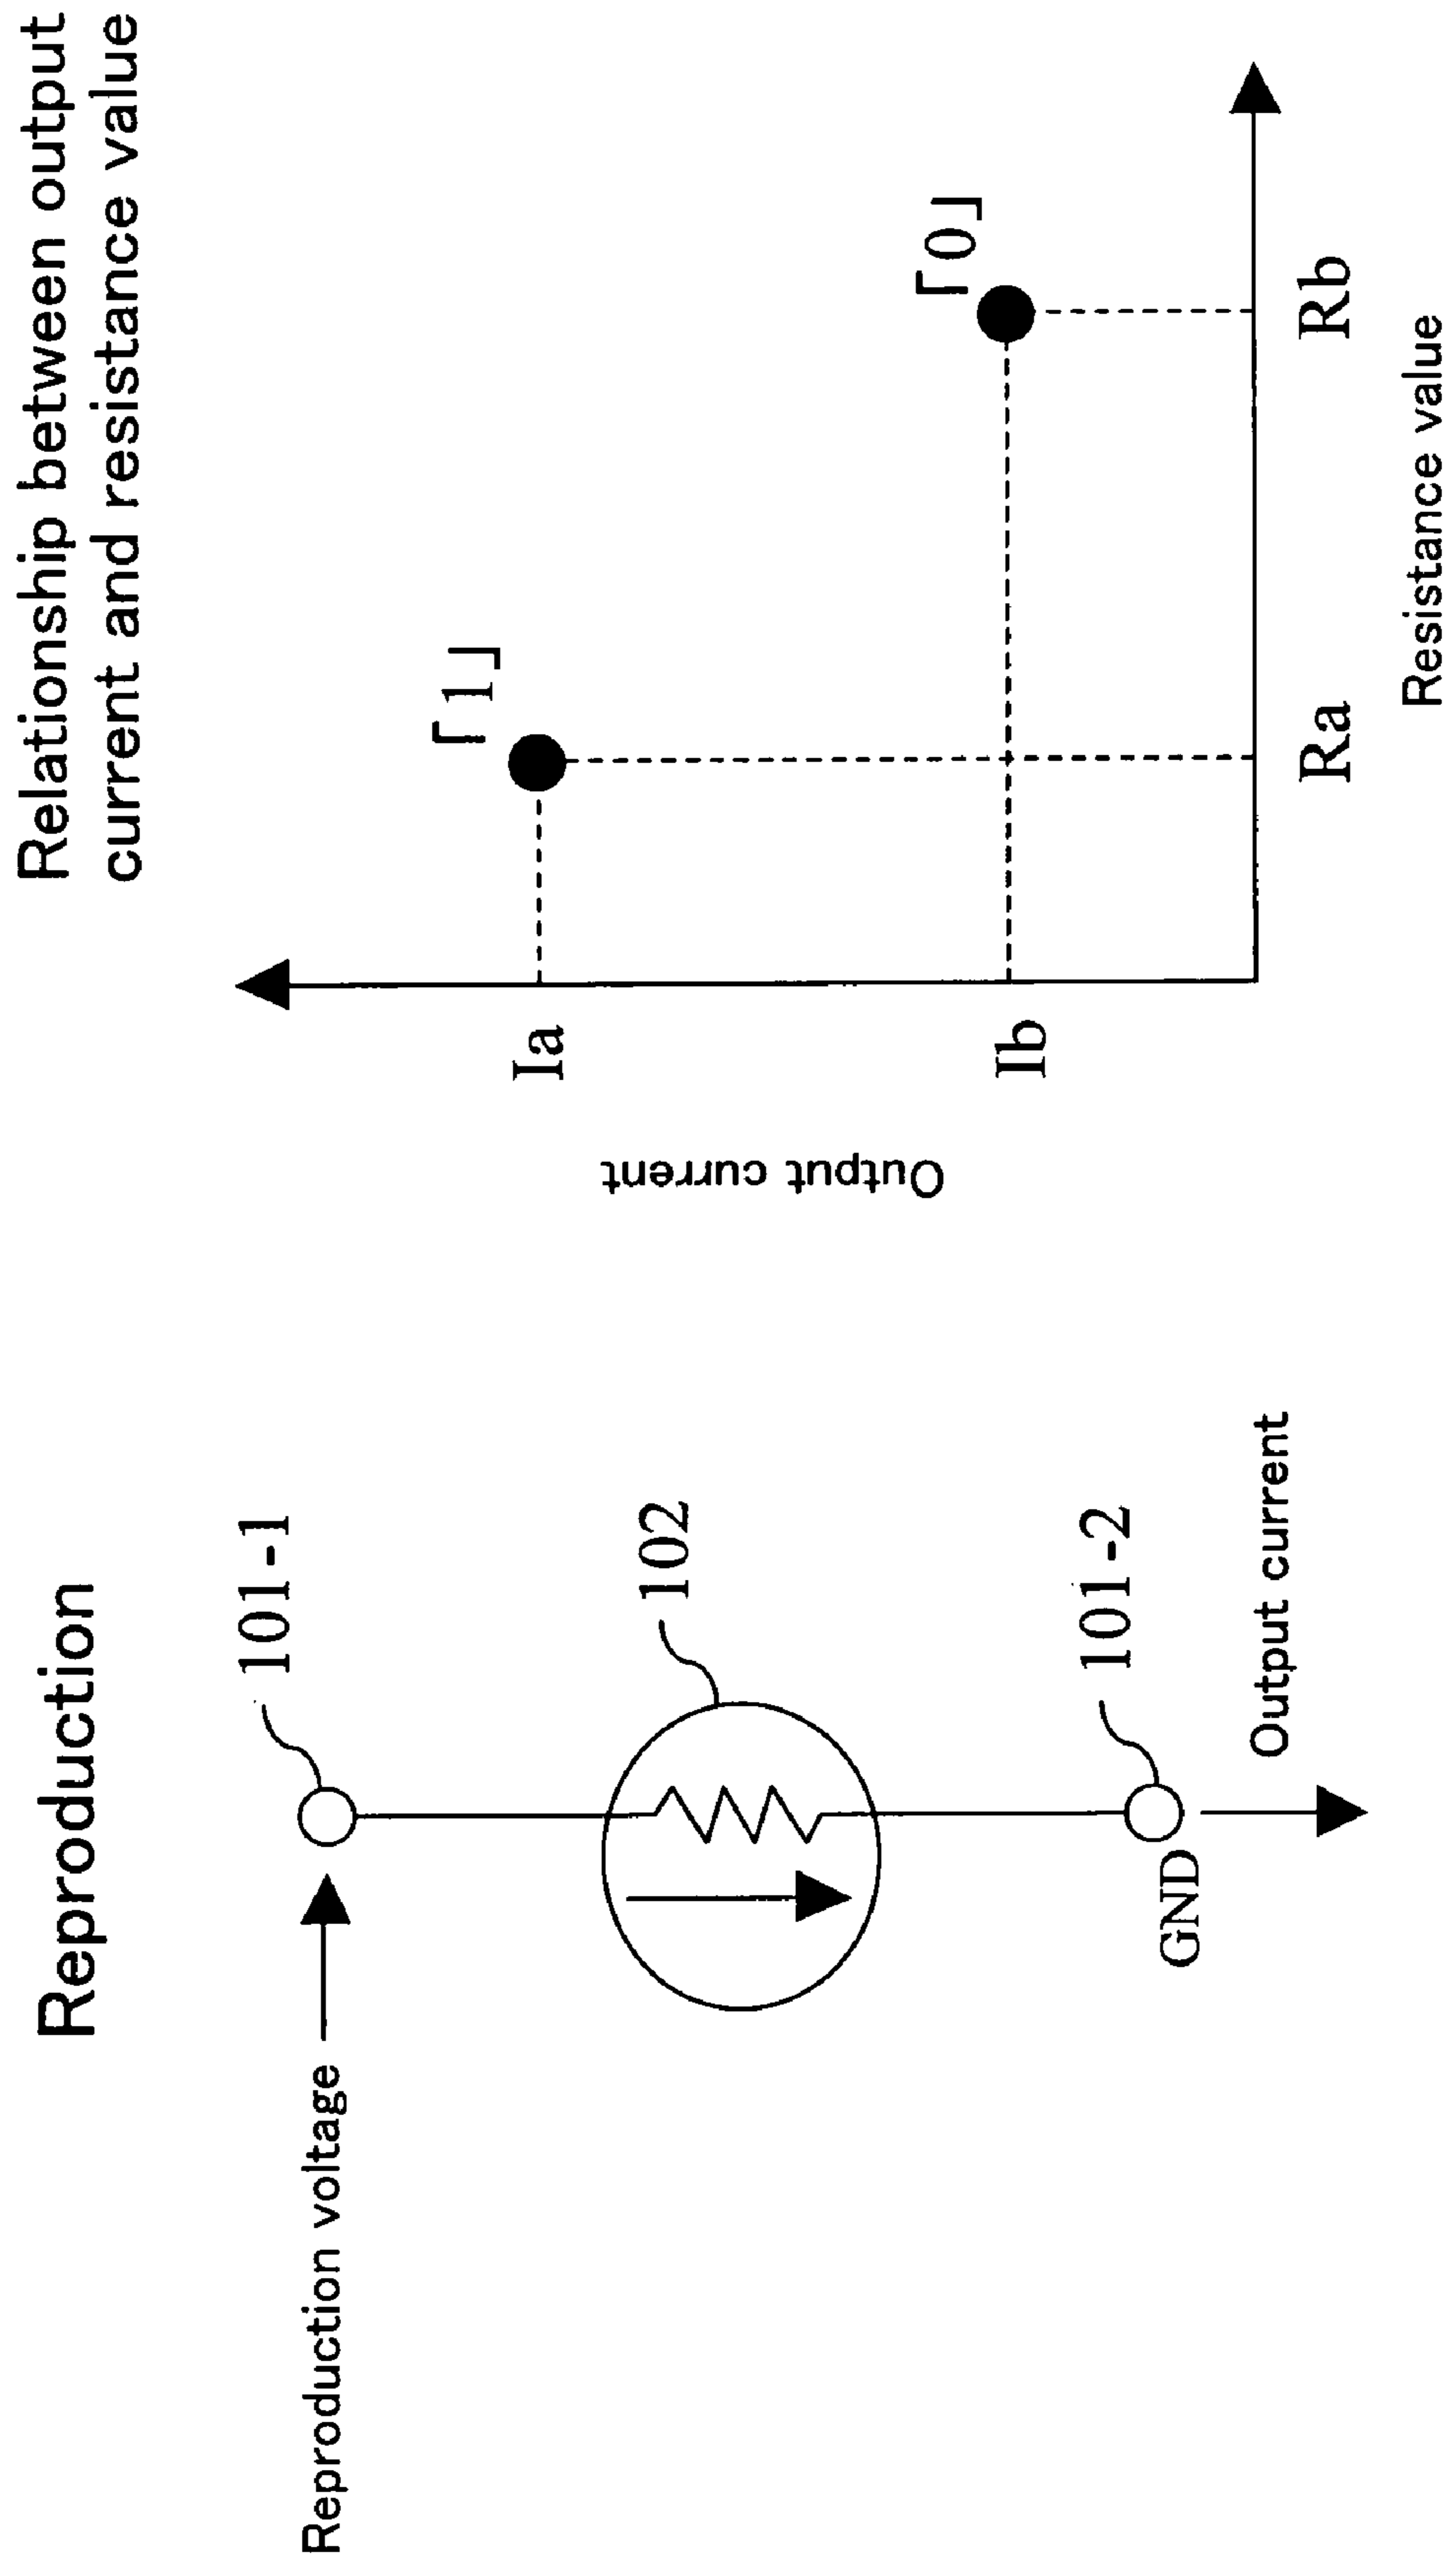 Reproduction
Reproduction voltage
101-1
102
101-2
GND
Output current
Relationship between output
current and resistance value
Output current
Ia
Ib
「1」
「0」
Ra
Rb
Resistance value